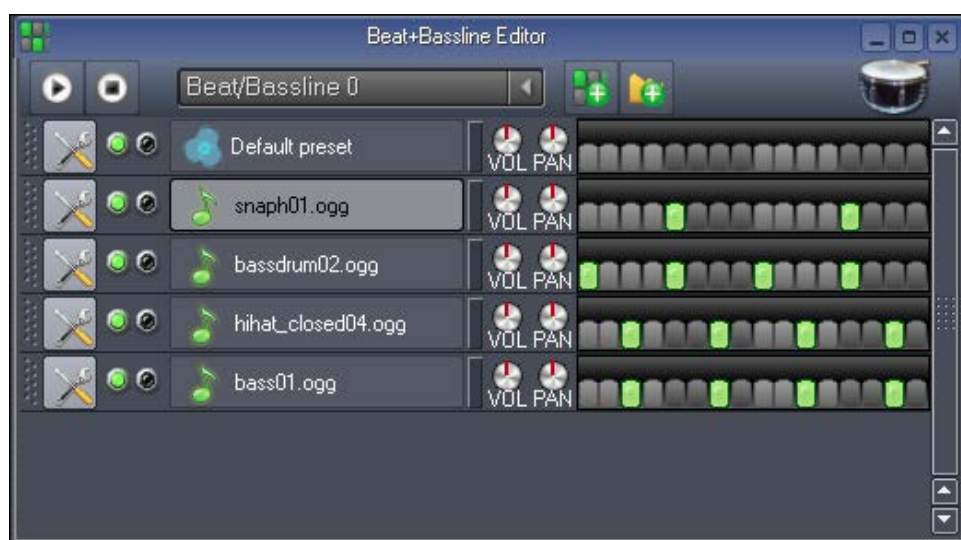 Beat+Bassline Editor
Beat/Bassline 0
Default preset
VOL PAN
snaph01.ogg
VOL PAN
bassdrum02.ogg
VOL PAN
hihat_closed04.ogg
VOL PAN
bass01.ogg
VOL PAN